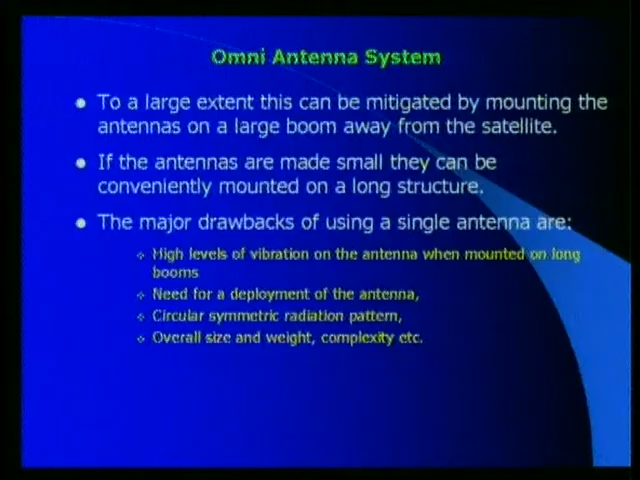 Omni Antenna System
To a large extent this can be mitigated by mounting the
antennas on a large boom away from the satellite.
If the antennas are made small they can be
conveniently mounted on a long structure.
The major drawbacks of using a single antenna are:
High levels of vibration on the antenna when mounted on long
booms
Need for a deployment of the antenna,
Circular symmetric radiation pattern,
Overall size and weight, complexity etc.